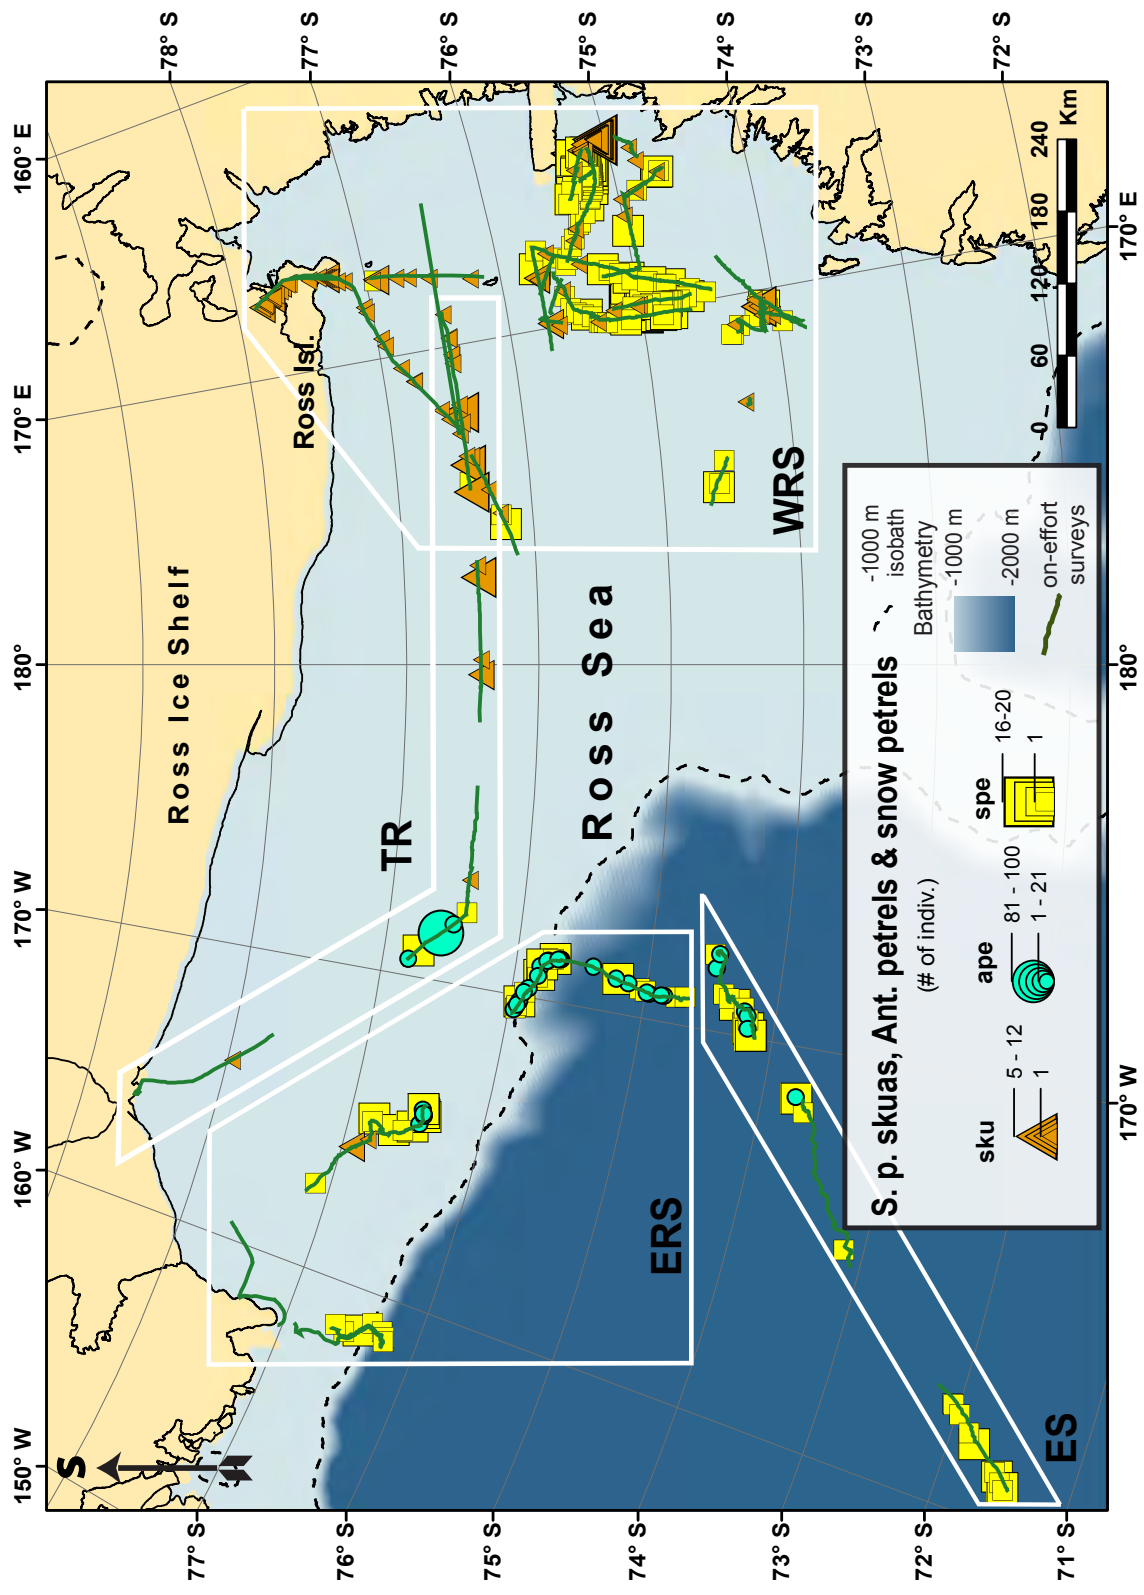 78° S
77° S
76° S
75° S
74° S
73° S
72° S
160° E
170° E
180°
170° W
160° W
150° W
S
77° S
76° S
75° S
74° S
73° S
72° S
71° S
170° E
180°
170° W
Ross Ice Shelf
Ross Isl.
Ross Sea
TR
WRS
ERS
ES
0 60 120 180 240
Km
S. p. skuas, Ant. petrels & snow petrels
(# of indiv.)
sku
5 - 12
1
ape
81 - 100
1 - 21
spe
16-20
1
-1000 m
isobath
Bathymetry
-1000 m
-2000 m
on-effort
surveys